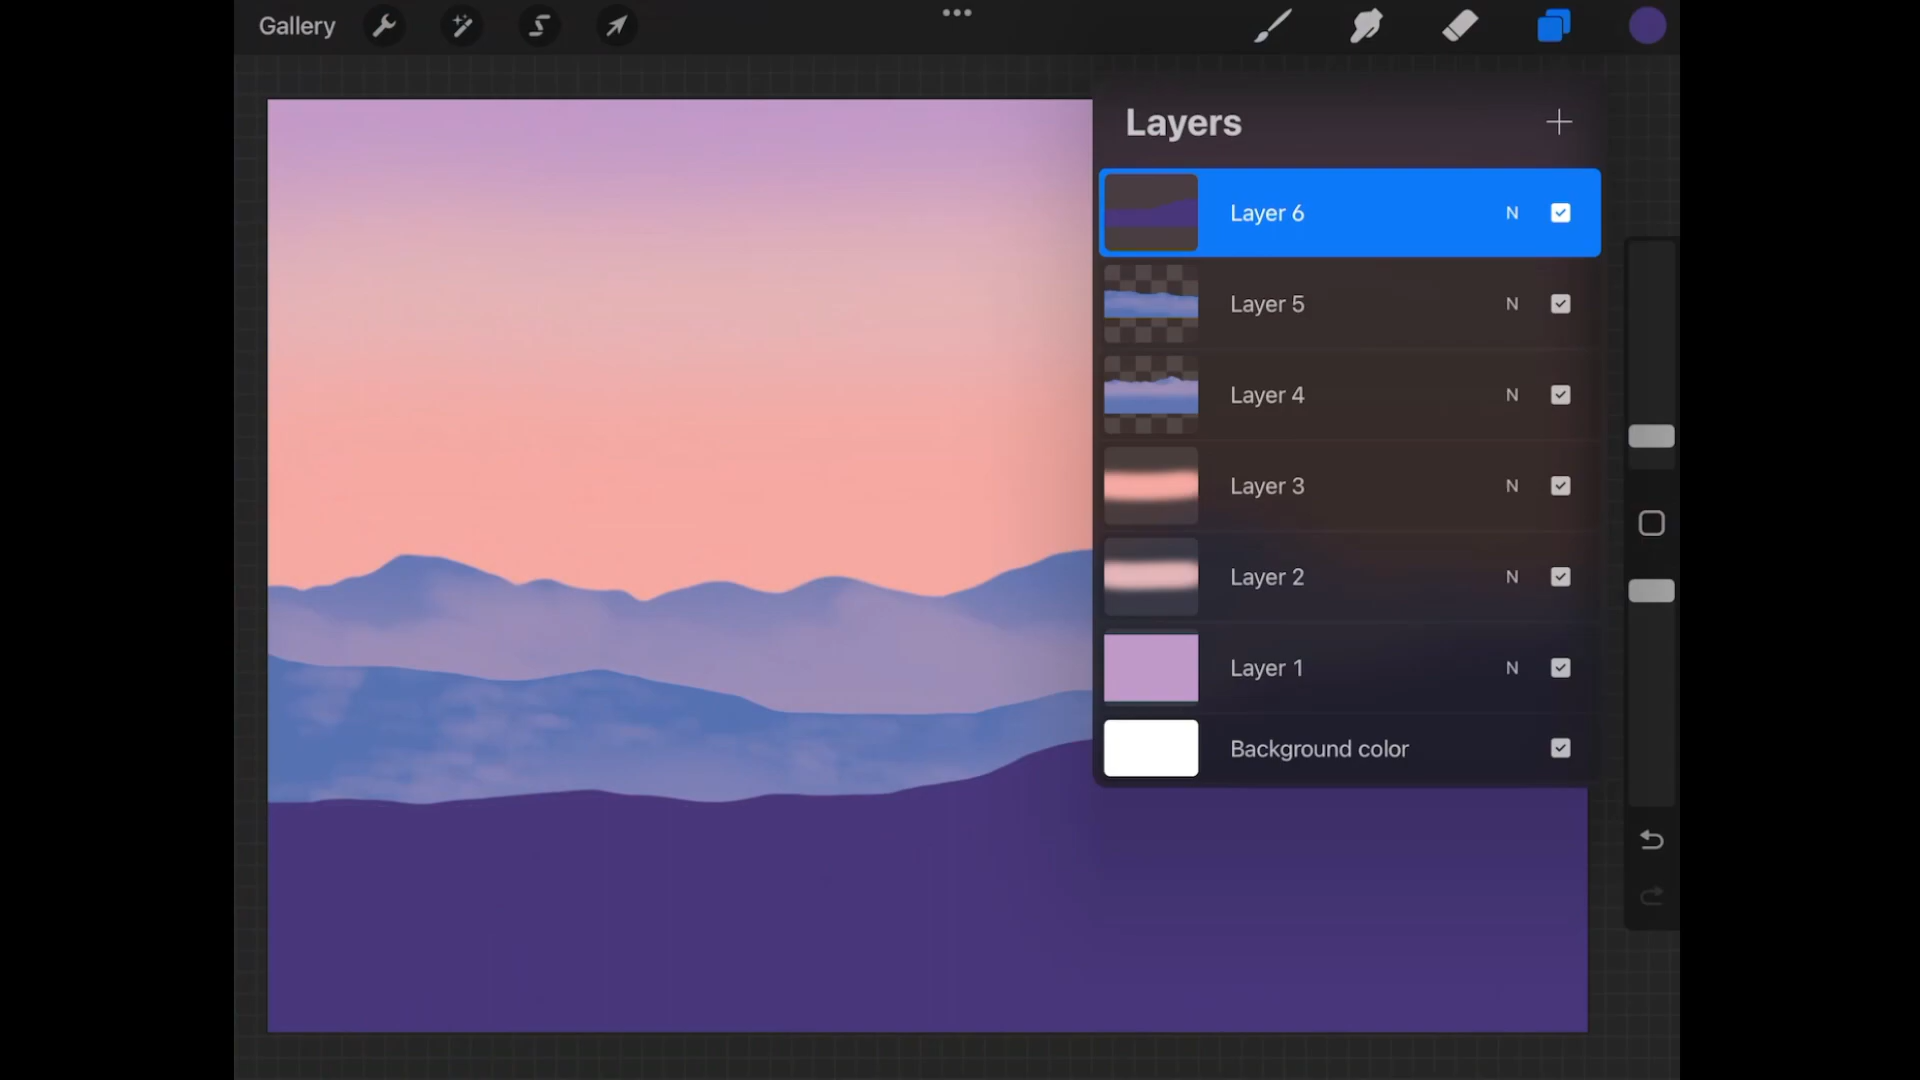 Gallery
Layers
Layer 6 N
Layer 5 N
Layer 4 N
Layer 3 N
Layer 2 N
Layer 1 N
Background color